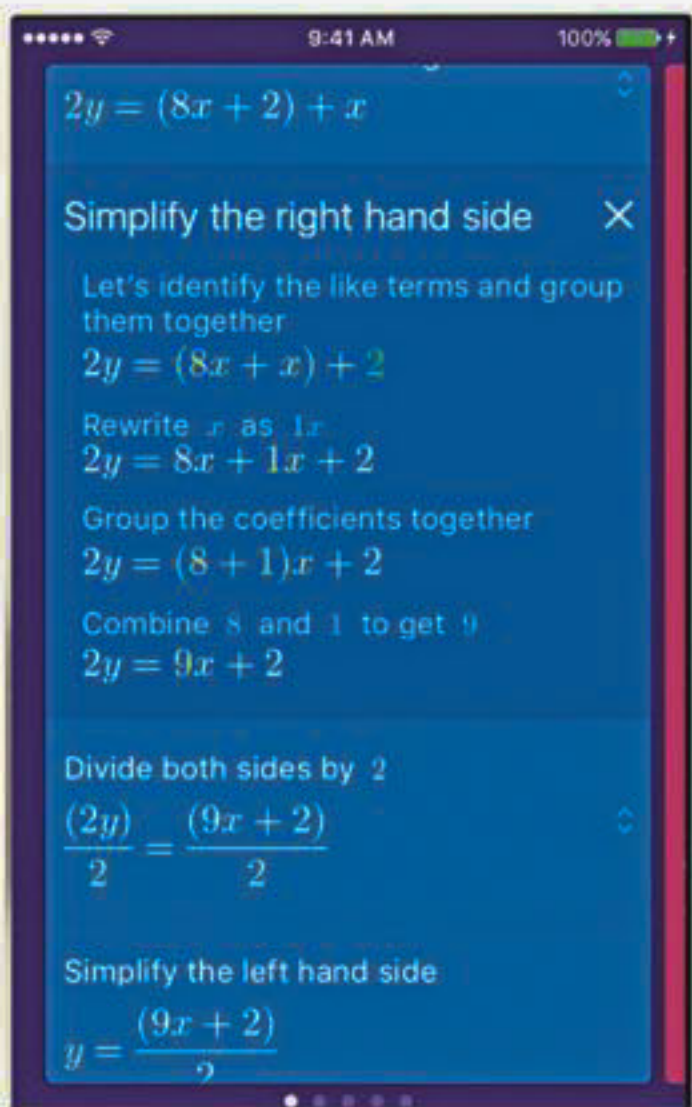 9:41 AM 100%
2y = (8x + 2) + x
Simplify the right hand side
Let's identify the like terms and group
them together
2y = (8x + x) + 2
Rewrite x as 1x
2y = 8x + 1x + 2
Group the coefficients together
2y = (8 + 1)x + 2
Combine 8 and 1 to get 9
2y = 9x + 2
Divide both sides by 2
(2y)/2 = (9x + 2)/2
Simplify the left hand side
y = (9x + 2)/2